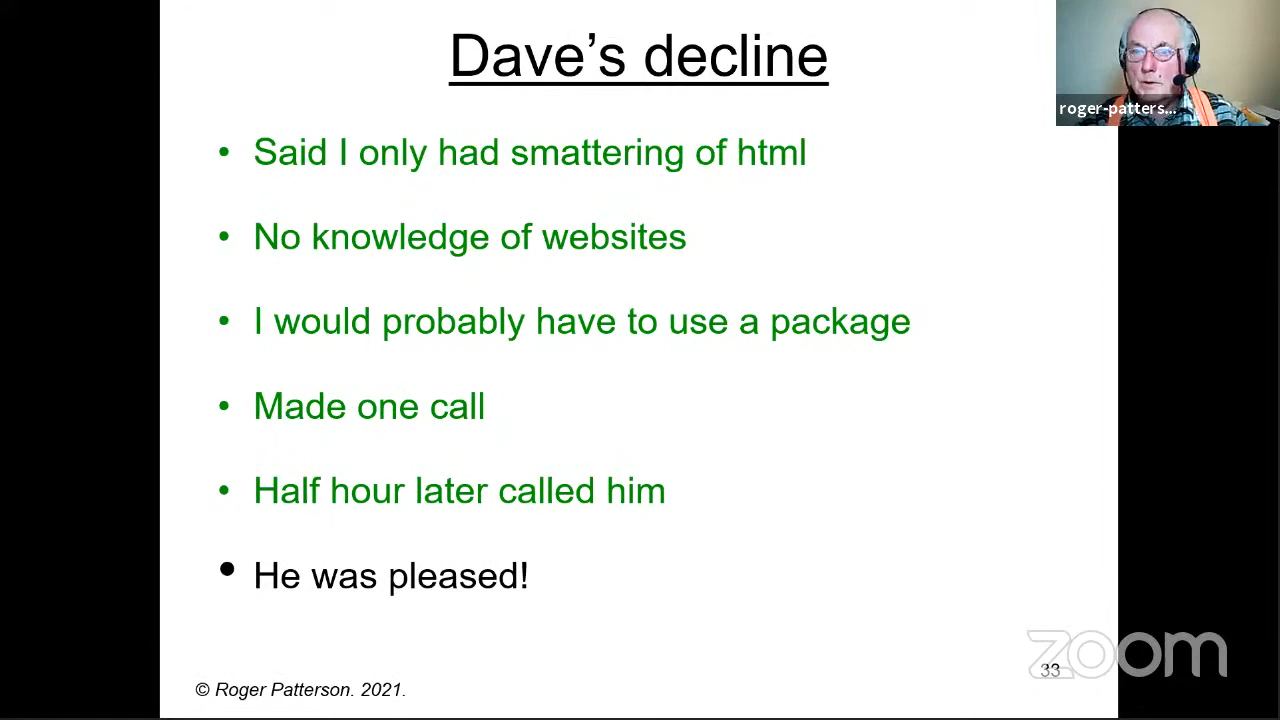 Dave’s decline
roger-patters...
• Said I only had smattering of html
• No knowledge of websites
• I would probably have to use a package
• Made one call
• Half hour later called him
• He was pleased!
zoom
33
© Roger Patterson. 2021.